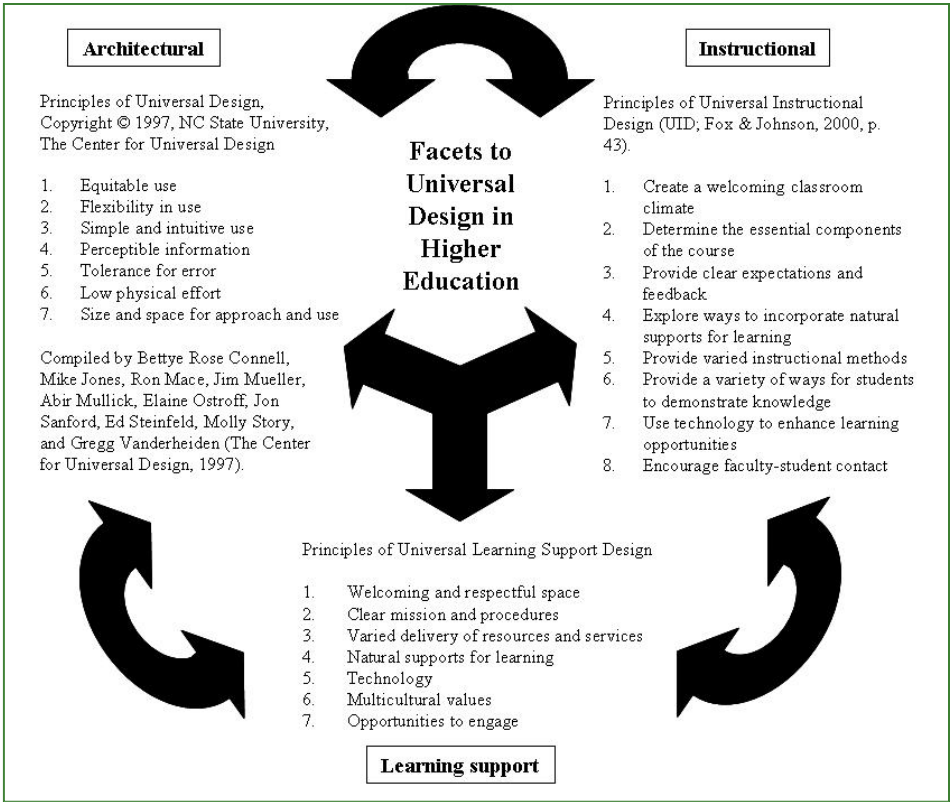 Architectural
Principles of Universal Design,
Copyright © 1997, NC State University,
The Center for Universal Design
1. Equitable use
2. Flexibility in use
3. Simple and intuitive use
4. Perceptible information
5. Tolerance for error
6. Low physical effort
7. Size and space for approach and use
Compiled by Bettye Rose Connell,
Mike Jones, Ron Mace, Jim Mueller,
Abir Mullick, Elaine Ostroff, Jon
Sanford, Ed Steinfeld, Molly Story,
and Gregg Vanderheiden (The Center
for Universal Design, 1997).
Facets to
Universal
Design in
Higher
Education
Instructional
Principles of Universal Instructional
Design (UID; Fox & Johnson, 2000, p.
43).
1. Create a welcoming classroom
climate
2. Determine the essential components
of the course
3. Provide clear expectations and
feedback
4. Explore ways to incorporate natural
supports for learning
5. Provide varied instructional methods
6. Provide a variety of ways for students
to demonstrate knowledge
7. Use technology to enhance learning
opportunities
8. Encourage faculty-student contact
Principles of Universal Learning Support Design
1. Welcoming and respectful space
2. Clear mission and procedures
3. Varied delivery of resources and services
4. Natural supports for learning
5. Technology
6. Multicultural values
7. Opportunities to engage
Learning support